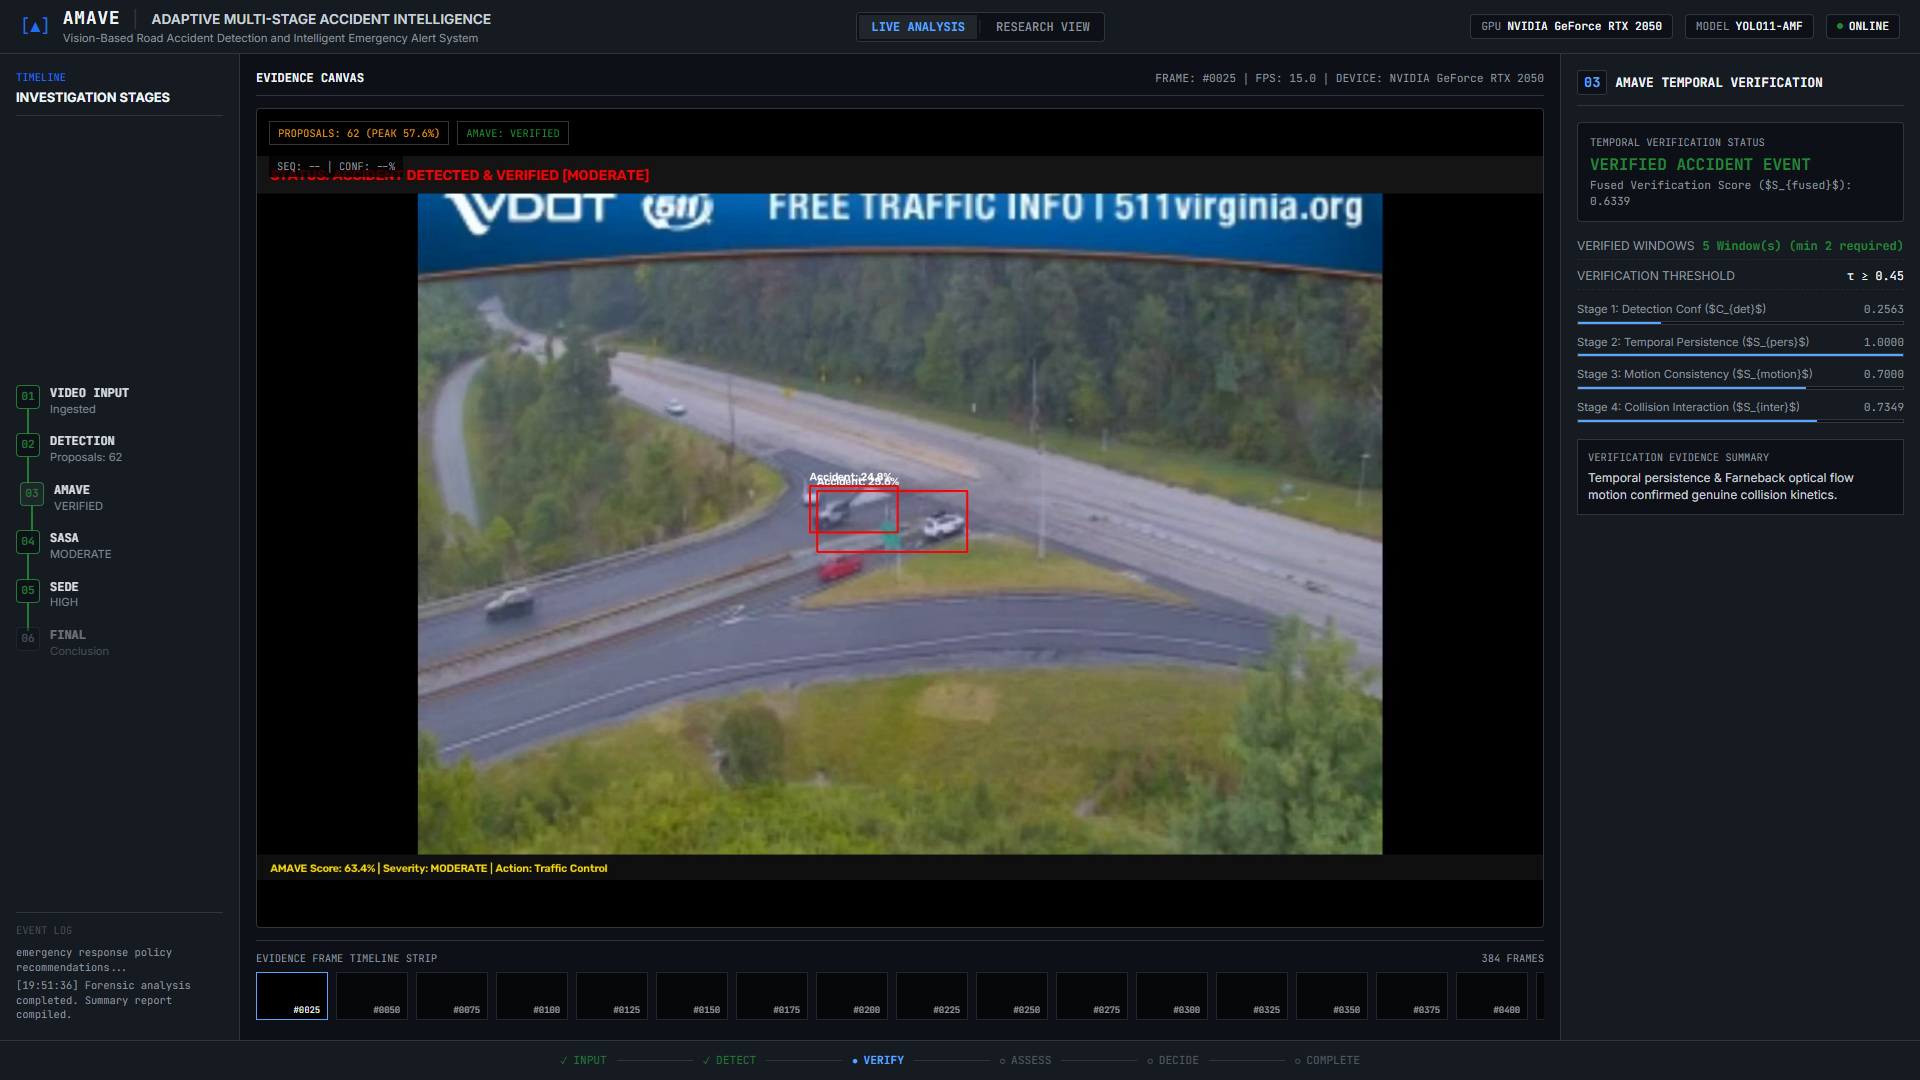 [▲] AMAVE | ADAPTIVE MULTI-STAGE ACCIDENT INTELLIGENCE
Vision-Based Road Accident Detection and Intelligent Emergency Alert System
LIVE ANALYSIS RESEARCH VIEW
GPU NVIDIA GeForce RTX 2050 MODEL YOLO11-AMF ● ONLINE
TIMELINE
INVESTIGATION STAGES
01 VIDEO INPUT
Ingested
02 DETECTION
Proposals: 62
03 AMAVE
VERIFIED
04 SASA
MODERATE
05 SEDE
HIGH
06 FINAL
Conclusion
EVENT LOG
emergency response policy
recommendations...
[19:51:36] Forensic analysis
completed. Summary report
compiled.
EVIDENCE CANVAS
FRAME: #0025 | FPS: 15.0 | DEVICE: NVIDIA GeForce RTX 2050
PROPOSALS: 62 (PEAK 57.6%) AMAVE: VERIFIED
SEQ: -- | CONF: --%
STATUS: ACCIDENT DETECTED & VERIFIED [MODERATE]
VDOT 511 FREE TRAFFIC INFO | 511virginia.org
Accident: 24.8%
Accident: 25.6%
AMAVE Score: 63.4% | Severity: MODERATE | Action: Traffic Control
EVIDENCE FRAME TIMELINE STRIP
384 FRAMES
#0025 #0050 #0075 #0100 #0125 #0150 #0175 #0200 #0225 #0250 #0275 #0300 #0325 #0350 #0375 #0400
03 AMAVE TEMPORAL VERIFICATION
TEMPORAL VERIFICATION STATUS
VERIFIED ACCIDENT EVENT
Fused Verification Score ($S_{fused}$):
0.6339
VERIFIED WINDOWS 5 Window(s) (min 2 required)
VERIFICATION THRESHOLD τ ≥ 0.45
Stage 1: Detection Conf ($C_{det}$) 0.2563
Stage 2: Temporal Persistence ($S_{pers}$) 1.0000
Stage 3: Motion Consistency ($S_{motion}$) 0.7000
Stage 4: Collision Interaction ($S_{inter}$) 0.7349
VERIFICATION EVIDENCE SUMMARY
Temporal persistence & Farneback optical flow
motion confirmed genuine collision kinetics.
✓ INPUT ✓ DETECT ● VERIFY ○ ASSESS ○ DECIDE ○ COMPLETE